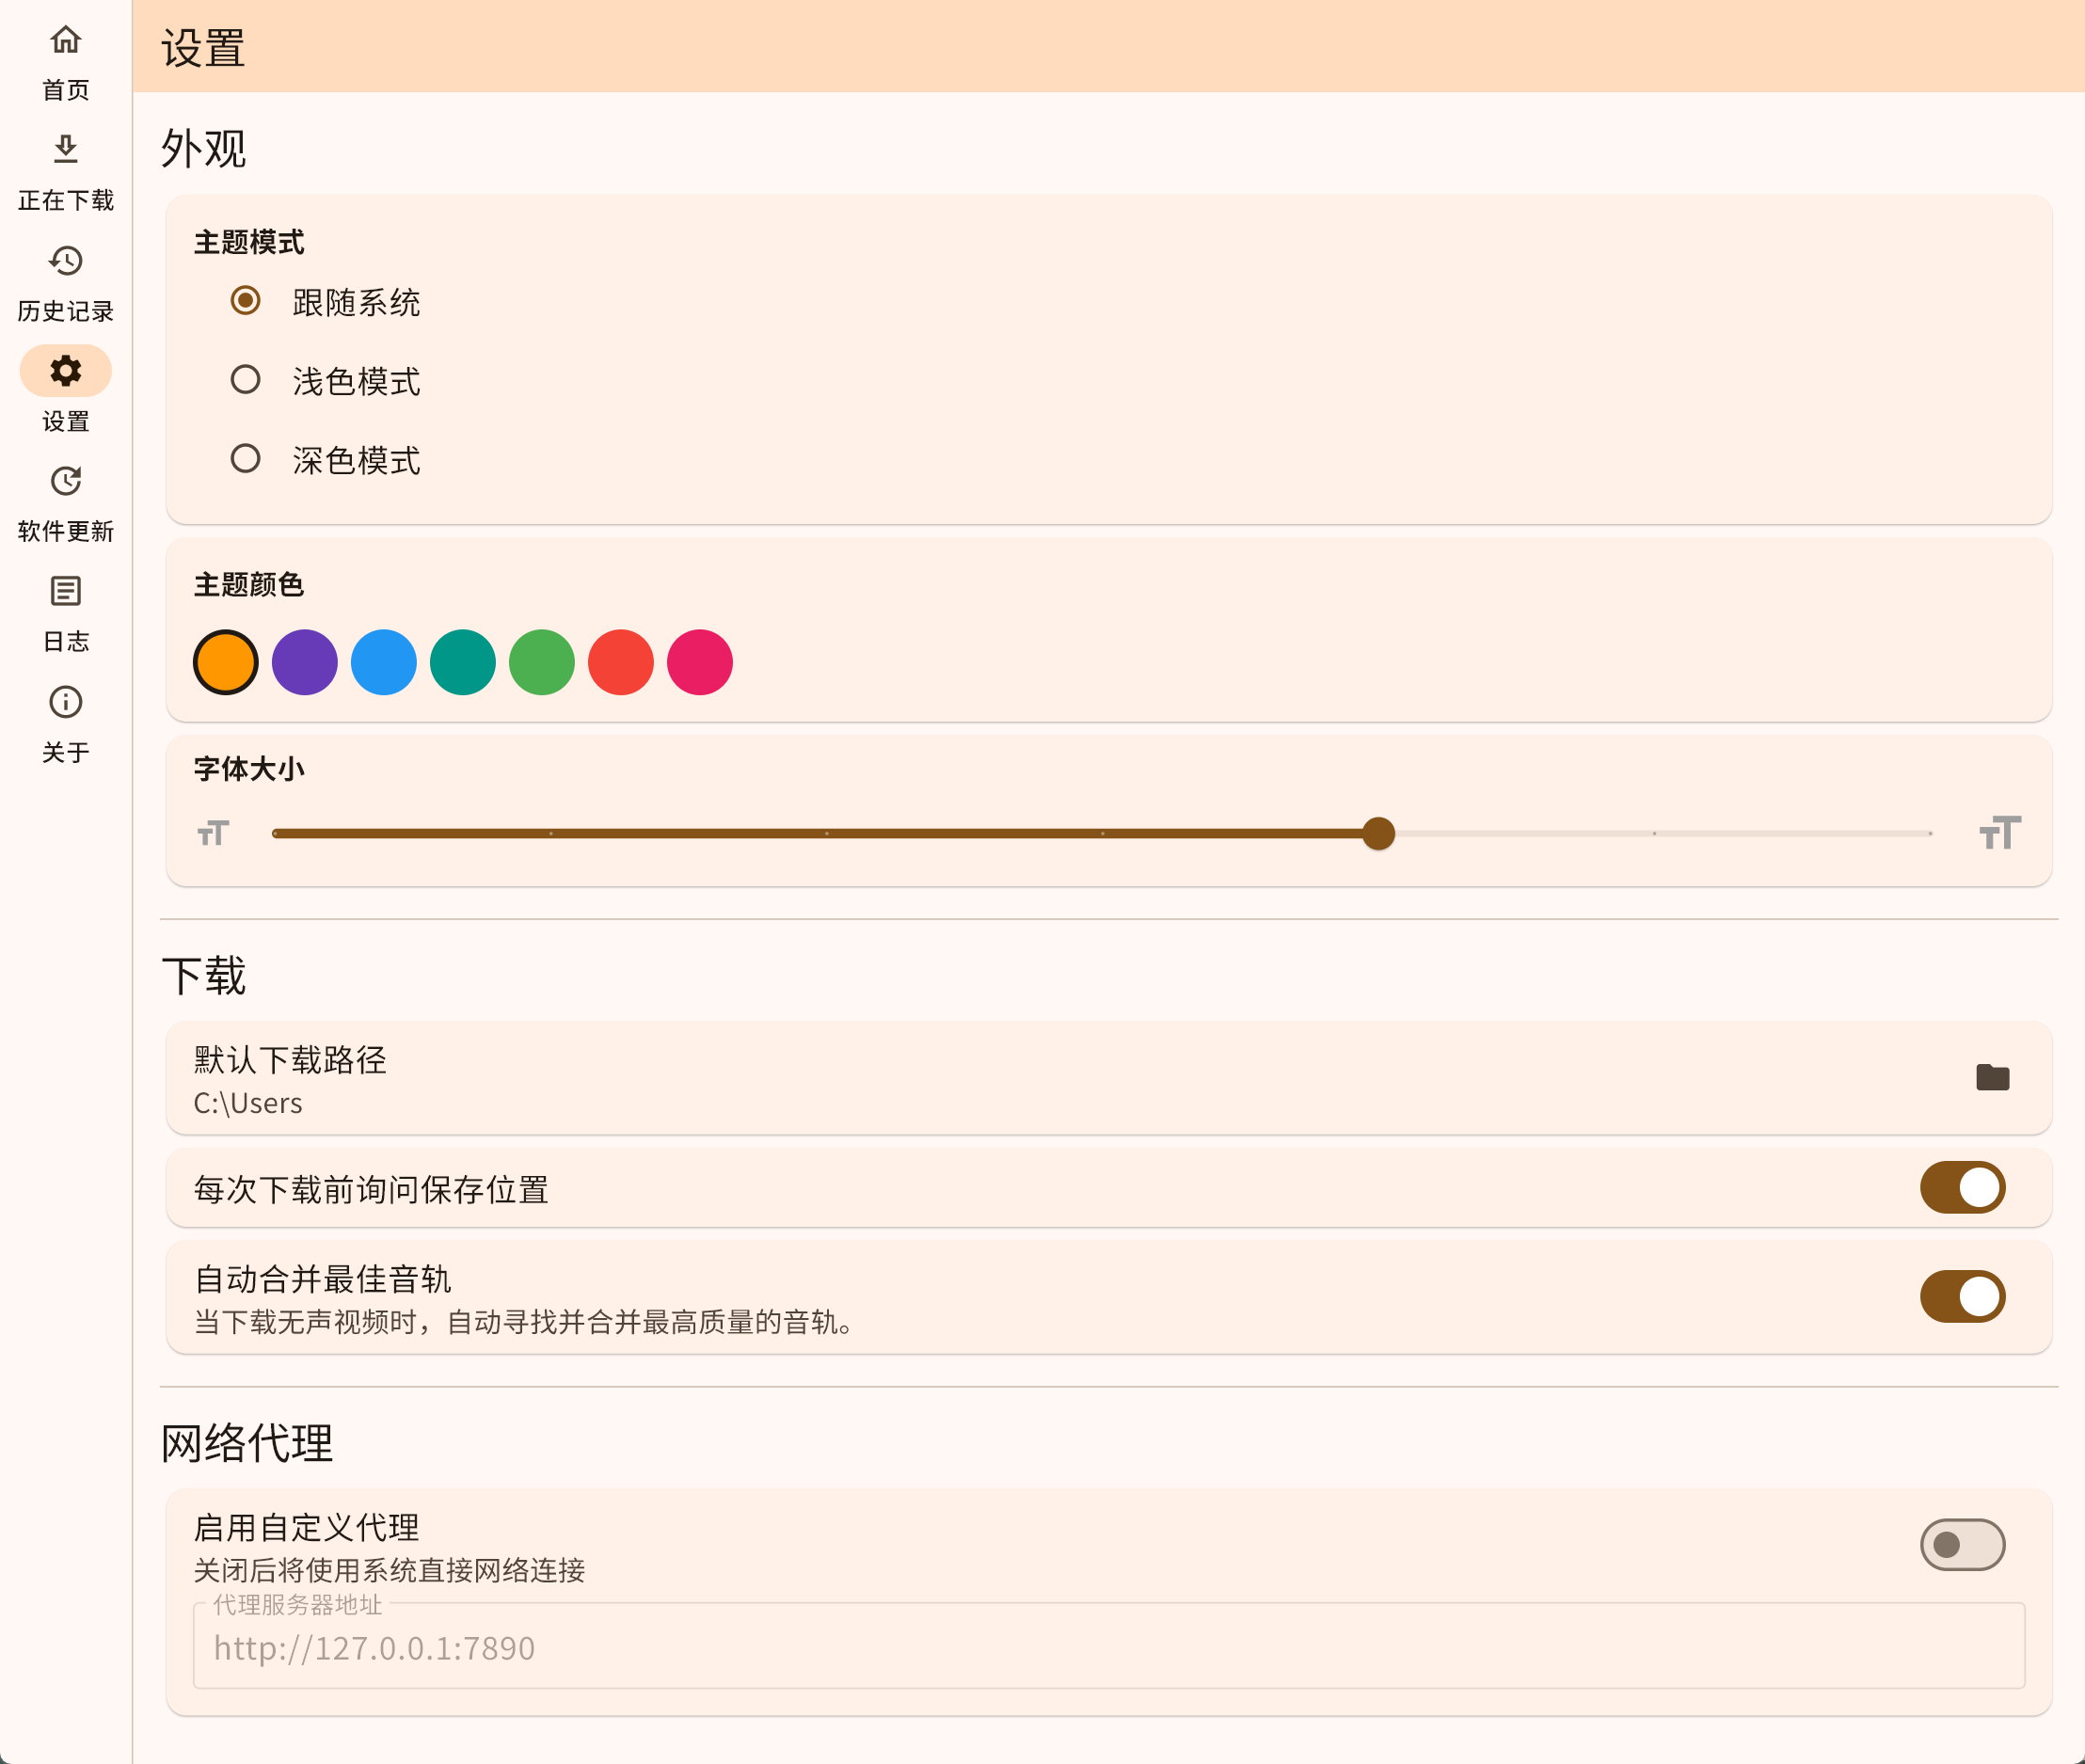 首页
正在下载
历史记录
设置
软件更新
日志
关于
设置
外观
主题模式
跟随系统
浅色模式
深色模式
主题颜色
字体大小
下载
默认下载路径
C:\Users
每次下载前询问保存位置
自动合并最佳音轨
当下载无声视频时，自动寻找并合并最高质量的音轨。
网络代理
启用自定义代理
关闭后将使用系统直接网络连接
代理服务器地址
http://127.0.0.1:7890